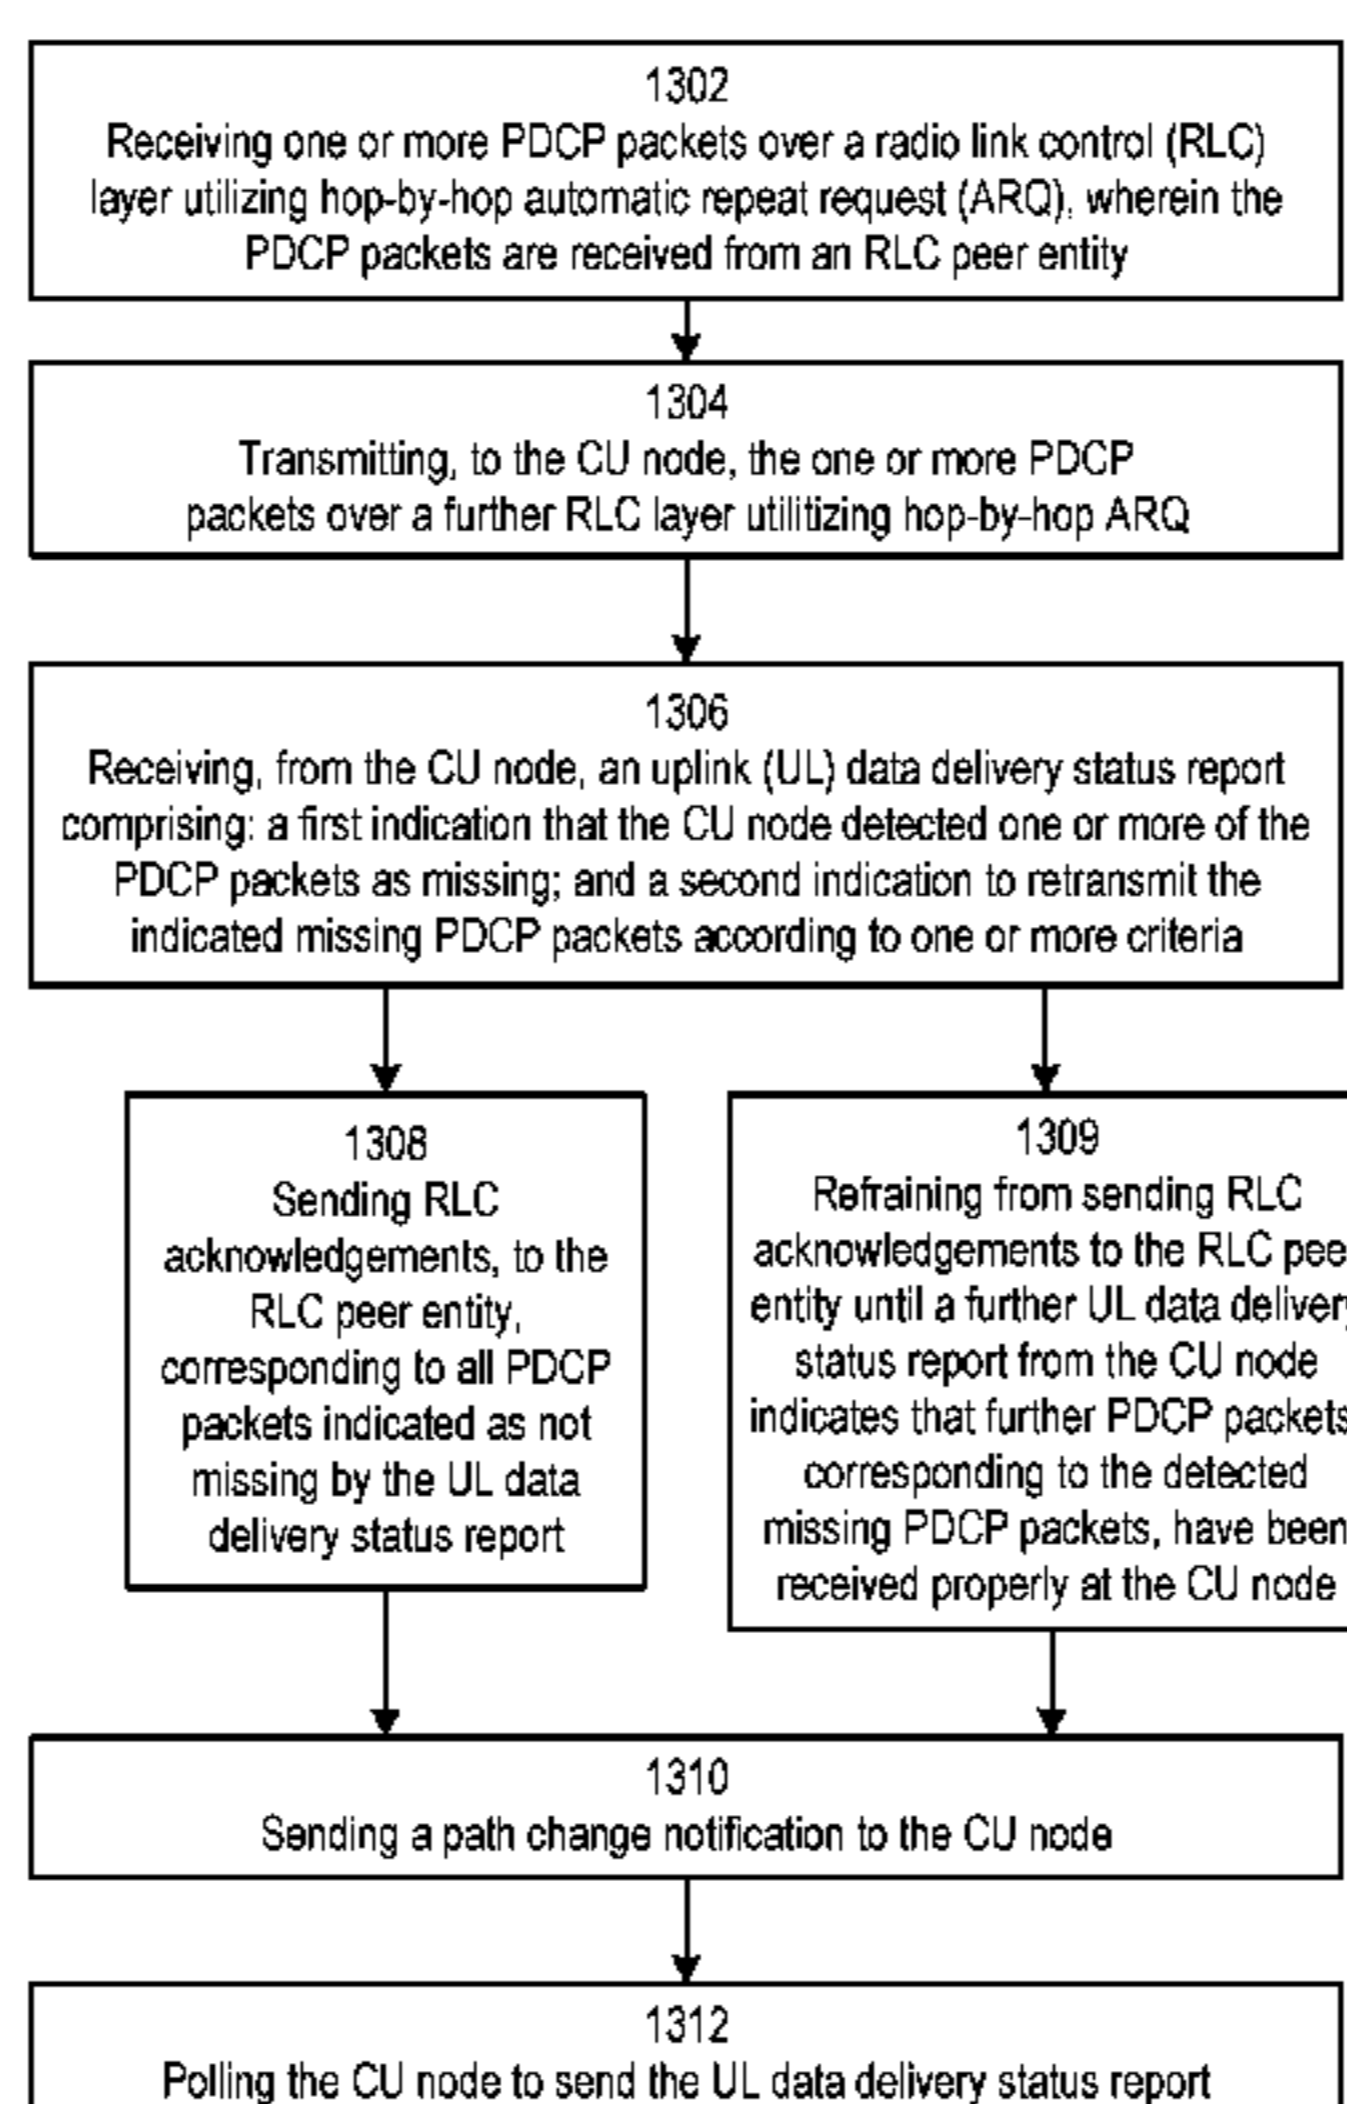 1302
Receiving one or more PDCP packets over a radio link control (RLC)
layer utilizing hop-by-hop automatic repeat request (ARQ), wherein the
PDCP packets are received from an RLC peer entity
1304
Transmitting, to the CU node, the one or more PDCP
packets over a further RLC layer utilitizing hop-by-hop ARQ
1306
Receiving, from the CU node, an uplink (UL) data delivery status report
comprising: a first indication that the CU node detected one or more of the
PDCP packets as missing; and a second indication to retransmit the
indicated missing PDCP packets according to one or more criteria
1308
Sending RLC
acknowledgements, to the
RLC peer entity,
corresponding to all PDCP
packets indicated as not
missing by the UL data
delivery status report
1309
Refraining from sending RLC
acknowledgements to the RLC pee
entity until a further UL data delivery
status report from the CU node
indicates that further PDCP packets
corresponding to the detected
missing PDCP packets, have been
received properly at the CU node
1310
Sending a path change notification to the CU node
1312
Polling the CU node to send the UL data delivery status report